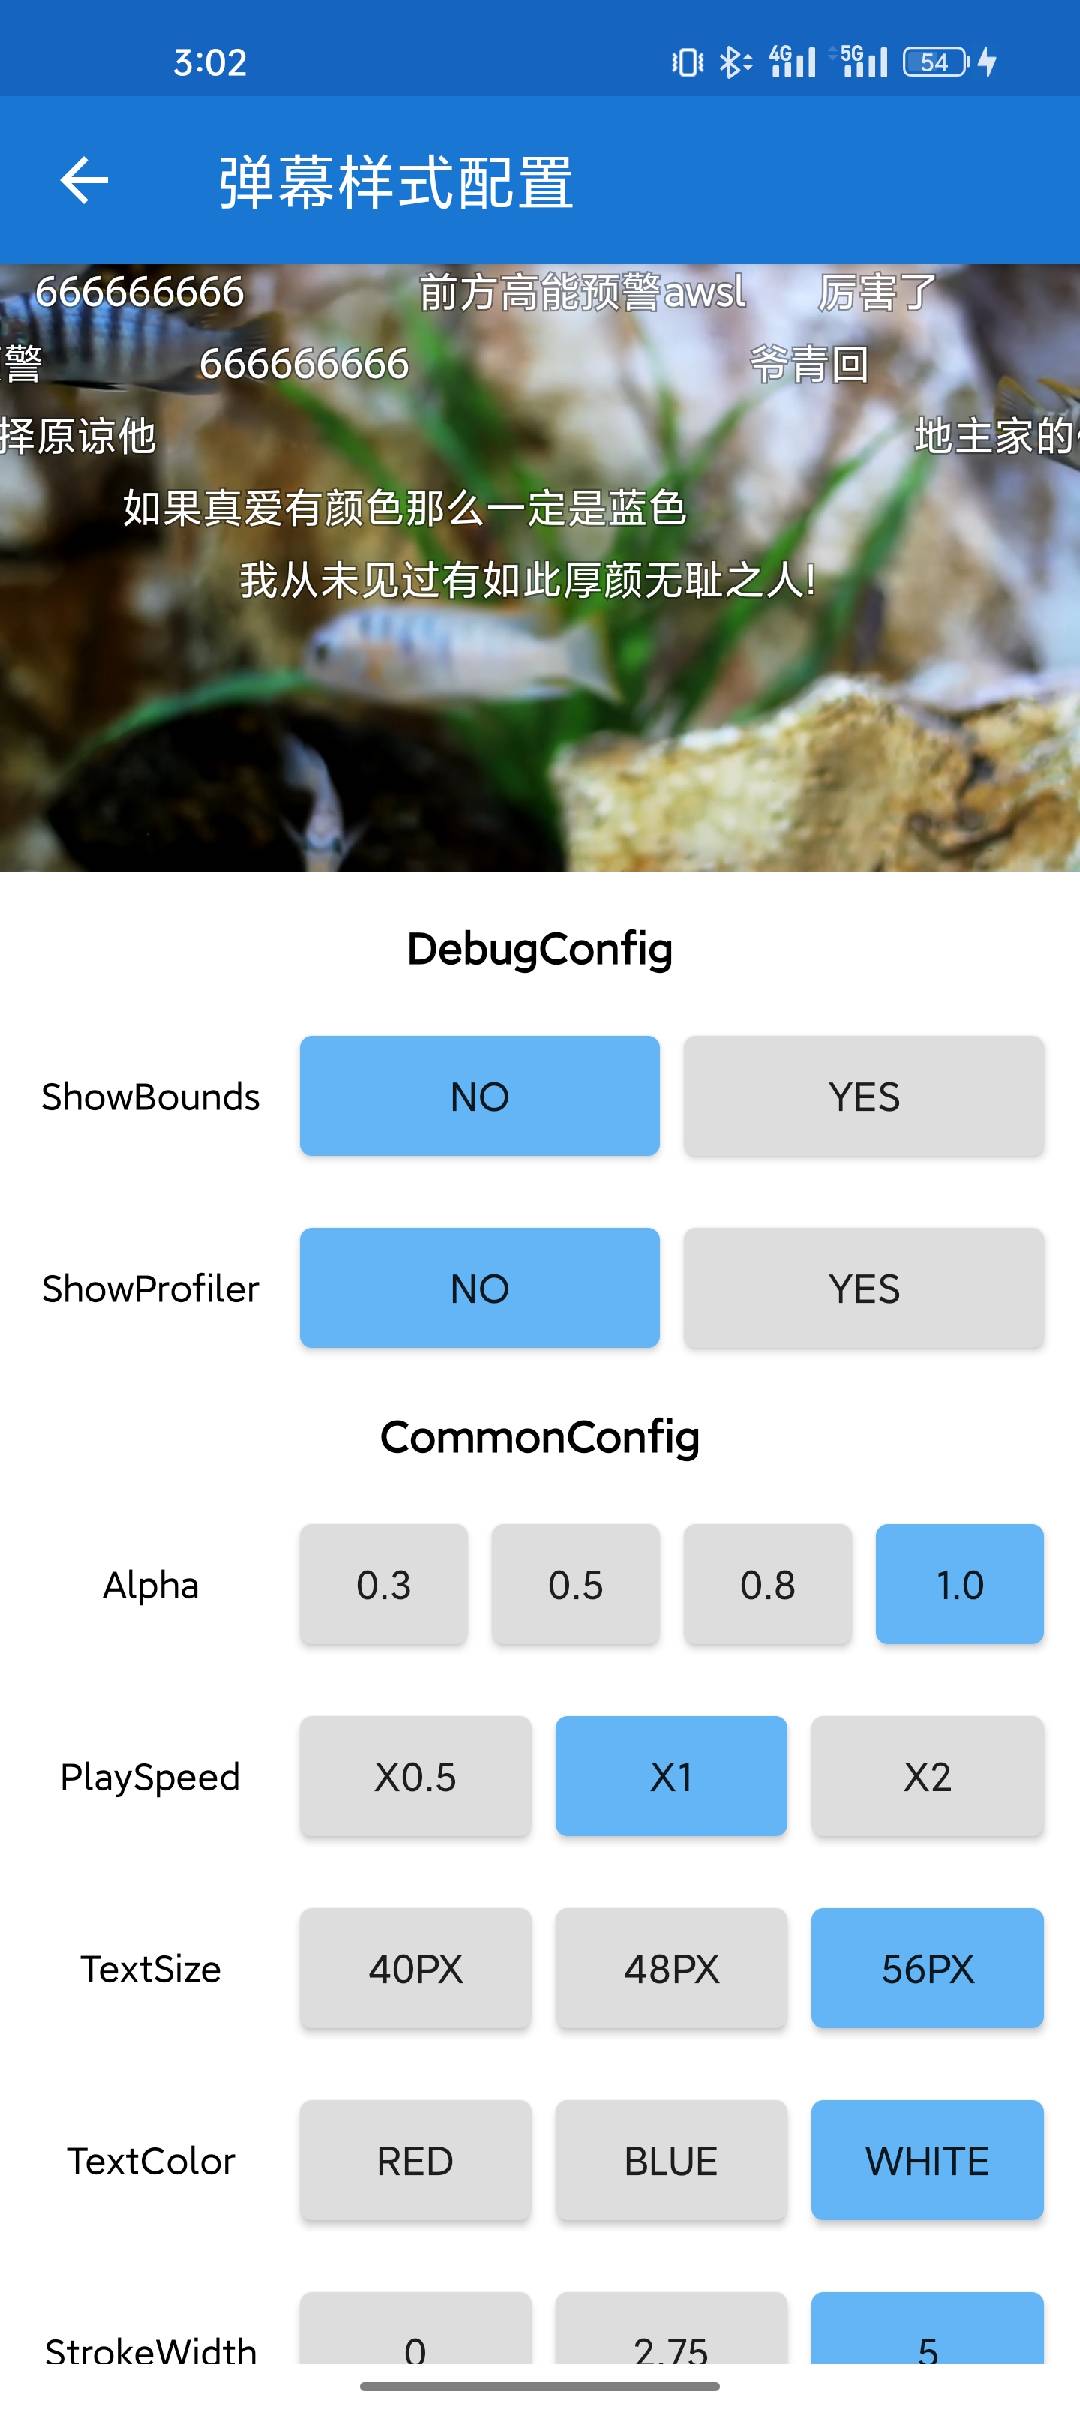 3:02
4G
5G
54
弹幕样式配置
666666666
前方高能预警awsl
厉害了
警
666666666
爷青回
择原谅他
地主家的
如果真爱有颜色那么一定是蓝色
我从未见过有如此厚颜无耻之人!
DebugConfig
ShowBounds
NO
YES
ShowProfiler
NO
YES
CommonConfig
Alpha
0.3
0.5
0.8
1.0
PlaySpeed
X0.5
X1
X2
TextSize
40PX
48PX
56PX
TextColor
RED
BLUE
WHITE
StrokeWidth
0
2.75
5